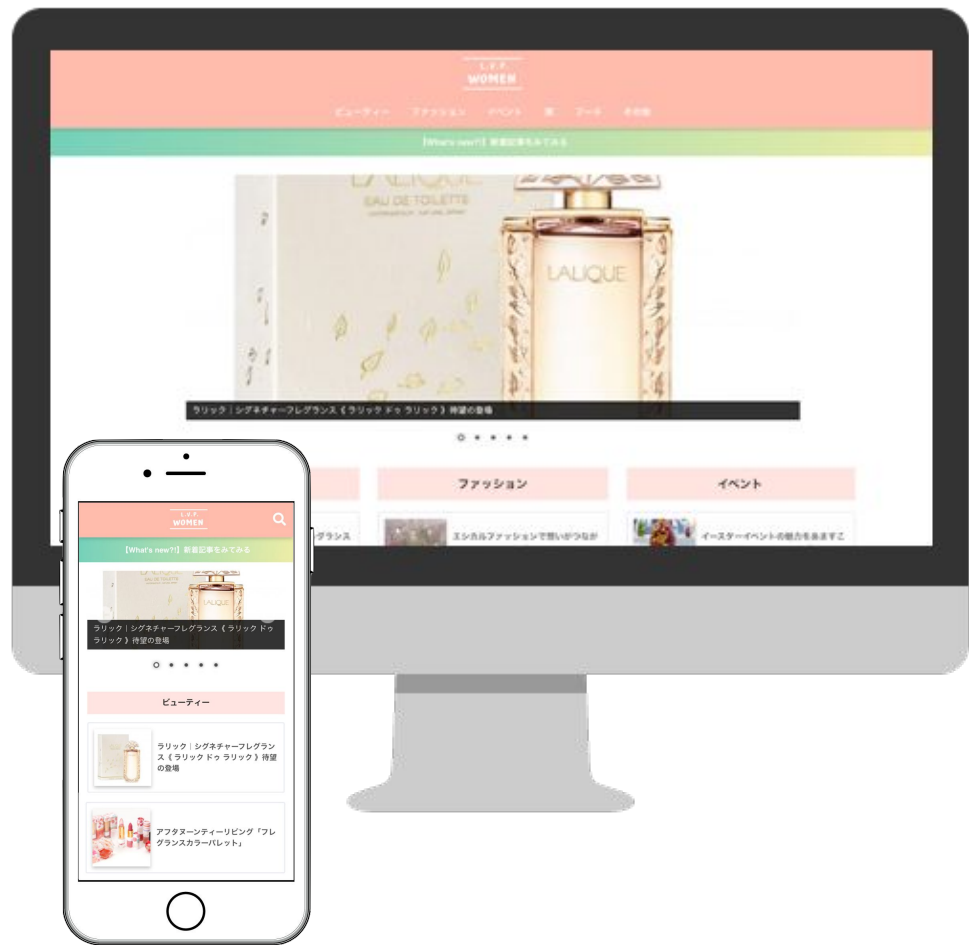 L.V.P.
WOMEN
ビューティー ファッション イベント 旅 フード その他
【What's new?!】新着記事をみてみる
LALIQUE
EAU DE TOILETTE
LALIQUE
ラリック｜シグネチャーフレグランス《 ラリック ドゥ ラリック 》待望の登場
ファッション
イベント
グランス
エシカルファッションで想いがつなが
イースターイベントの魅力をあますこ
WOMEN
【What's new?!】新着記事をみてみる
EAU DE TOILETTE
LALIQUE
ラリック｜シグネチャーフレグランス《 ラリック ドゥ
ラリック 》待望の登場
ビューティー
ラリック｜シグネチャーフレグラン
ス《 ラリック ドゥ ラリック 》待望
の登場
アフタヌーンティーリビング「フレ
グランスカラーパレット」